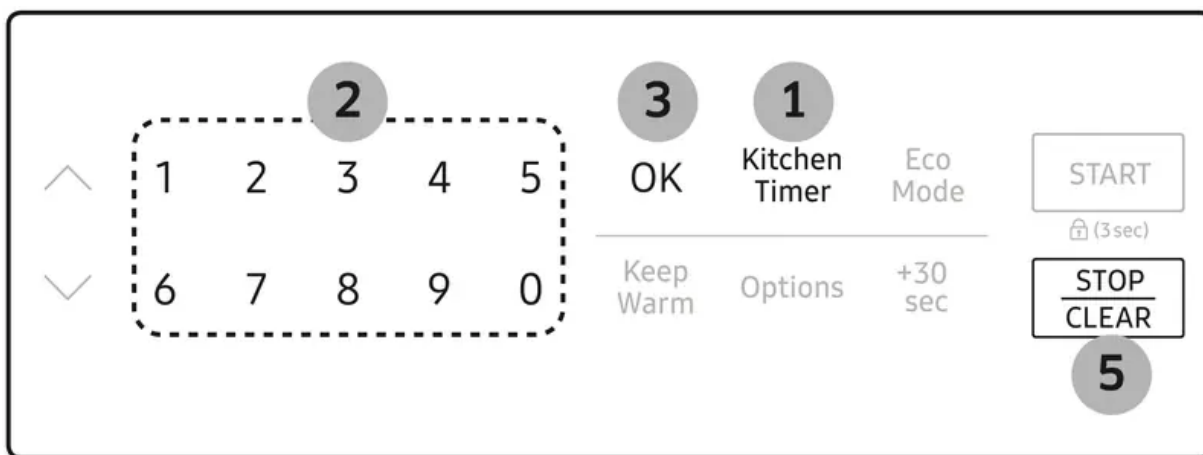 2
3
1
1 2 3 4 5
OK
Kitchen
Timer
Eco
Mode
START
(3 sec)
6 7 8 9 0
Keep
Warm
Options
+30
sec
STOP
CLEAR
5